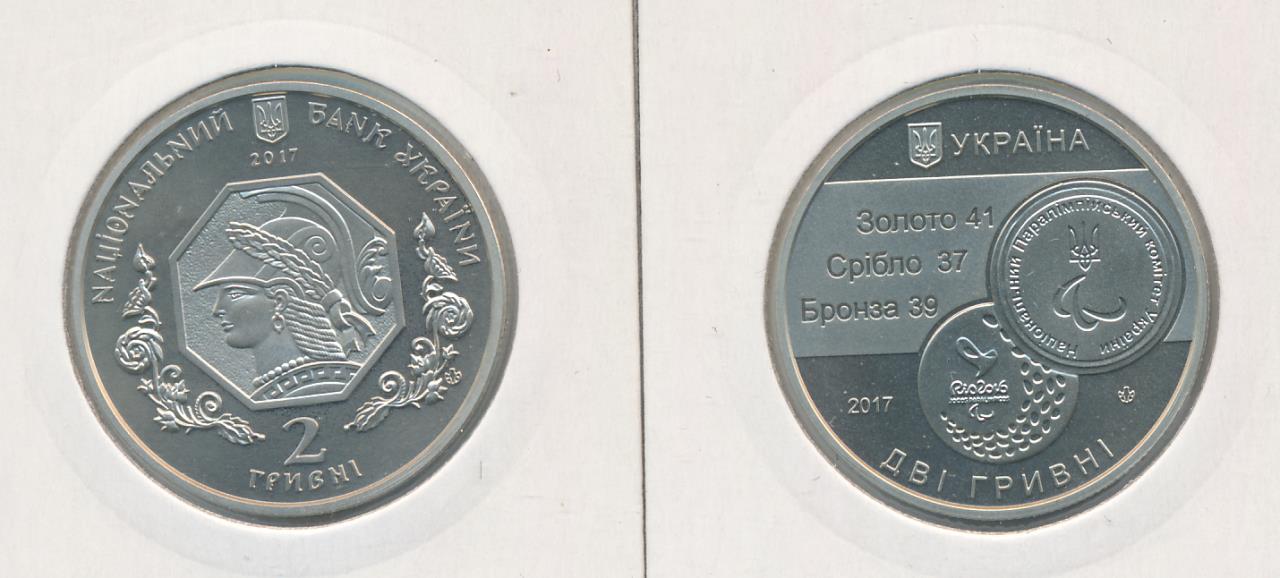 НАЦІОНАЛЬНИЙ БАНК УКРАЇНИ
2017
2
ГРИВНІ
УКРАЇНА
Золото 41
Срібло 37
Бронза 39
Національний Паралімпійський комітет України
Rio2016
2017
ДВІ ГРИВНІ